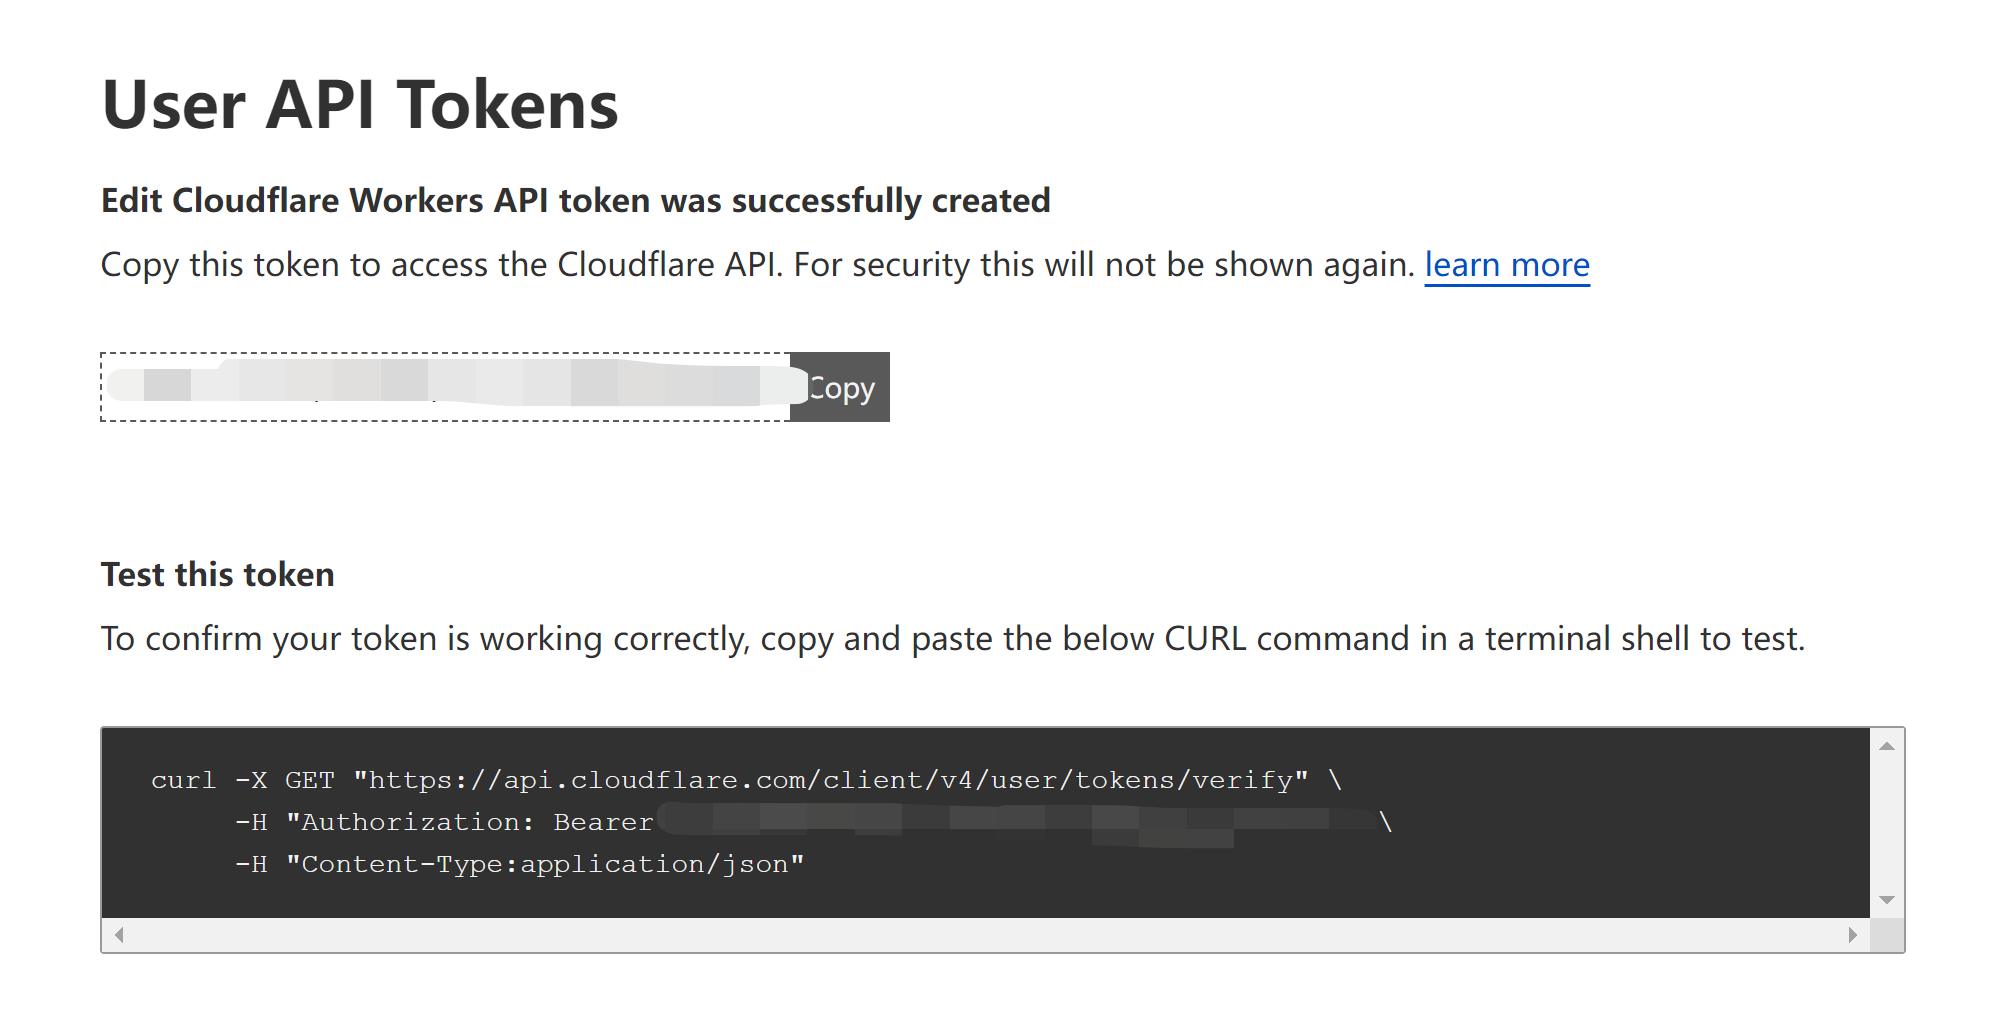 User API Tokens
Edit Cloudflare Workers API token was successfully created
Copy this token to access the Cloudflare API. For security this will not be shown again. learn more
Copy
Test this token
To confirm your token is working correctly, copy and paste the below CURL command in a terminal shell to test.
curl -X GET "https://api.cloudflare.com/client/v4/user/tokens/verify" \
-H "Authorization: Bearer \
-H "Content-Type:application/json"